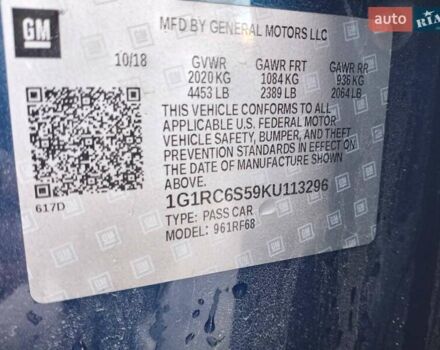 GM
MFD BY GENERAL MOTORS LLC
10/18 GVWR GAWR FRT GAWR RR
2020 KG 1084 KG 936 KG
4453 LB 2389 LB 2064 LB
THIS VEHICLE CONFORMS TO ALL
APPLICABLE U.S. FEDERAL MOTOR
VEHICLE SAFETY, BUMPER, AND THEFT
PREVENTION STANDARDS IN EFFECT ON
THE DATE OF MANUFACTURE SHOWN
ABOVE.
617D
1G1RC6S59KU113296
TYPE: PASS CAR
MODEL: 961RF68
auto
RIA